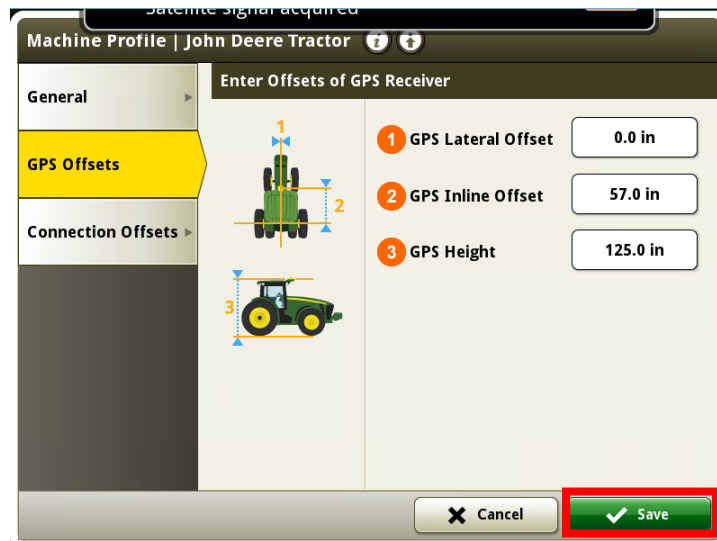 Satellite signal acquired
Machine Profile | John Deere Tractor
General
GPS Offsets
Connection Offsets
Enter Offsets of GPS Receiver
1
2
3
1 GPS Lateral Offset 0.0 in
2 GPS Inline Offset 57.0 in
3 GPS Height 125.0 in
Cancel
Save